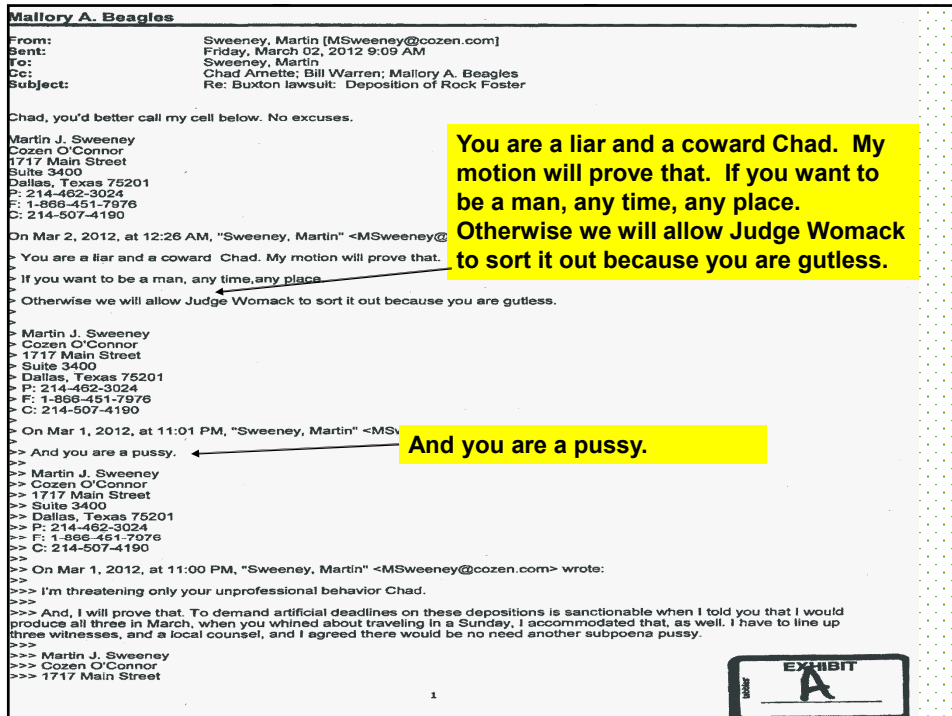 Mallory A. Beagles
From: Sweeney, Martin [MSweeney@cozen.com]
Sent: Friday, March 02, 2012 9:09 AM
To: Sweeney, Martin
Cc: Chad Arnette; Bill Warren; Mallory A. Beagles
Subject: Re: Buxton lawsuit: Deposition of Rock Foster
Chad, you'd better call my cell below. No excuses.
Martin J. Sweeney
Cozen O'Connor
1717 Main Street
Suite 3400
Dallas, Texas 75201
P: 214-462-3024
F: 1-866-451-7976
C: 214-507-4190
On Mar 2, 2012, at 12:26 AM, "Sweeney, Martin" <MSweeney@
> You are a liar and a coward Chad. My motion will prove that.
>
> If you want to be a man, any time,any place.
>
> Otherwise we will allow Judge Womack to sort it out because you are gutless.
>
>
> Martin J. Sweeney
> Cozen O'Connor
> 1717 Main Street
> Suite 3400
> Dallas, Texas 75201
> P: 214-462-3024
> F: 1-866-451-7976
> C: 214-507-4190
>
> On Mar 1, 2012, at 11:01 PM, "Sweeney, Martin" <MSw
>
>> And you are a pussy.
>>
>> Martin J. Sweeney
>> Cozen O'Connor
>> 1717 Main Street
>> Suite 3400
>> Dallas, Texas 75201
>> P: 214-462-3024
>> F: 1-866-451-7976
>> C: 214-507-4190
>>
>> On Mar 1, 2012, at 11:00 PM, "Sweeney, Martin" <MSweeney@cozen.com> wrote:
>>
>>> I'm threatening only your unprofessional behavior Chad.
>>>
>>> And, I will prove that. To demand artificial deadlines on these depositions is sanctionable when I told you that I would
produce all three in March, when you whined about traveling in a Sunday, I accommodated that, as well. I have to line up
three witnesses, and a local counsel, and I agreed there would be no need another subpoena pussy.
>>>
>>> Martin J. Sweeney
>>> Cozen O'Connor
>>> 1717 Main Street
1
You are a liar and a coward Chad. My
motion will prove that. If you want to
be a man, any time, any place.
Otherwise we will allow Judge Womack
to sort it out because you are gutless.
And you are a pussy.
EXHIBIT
A